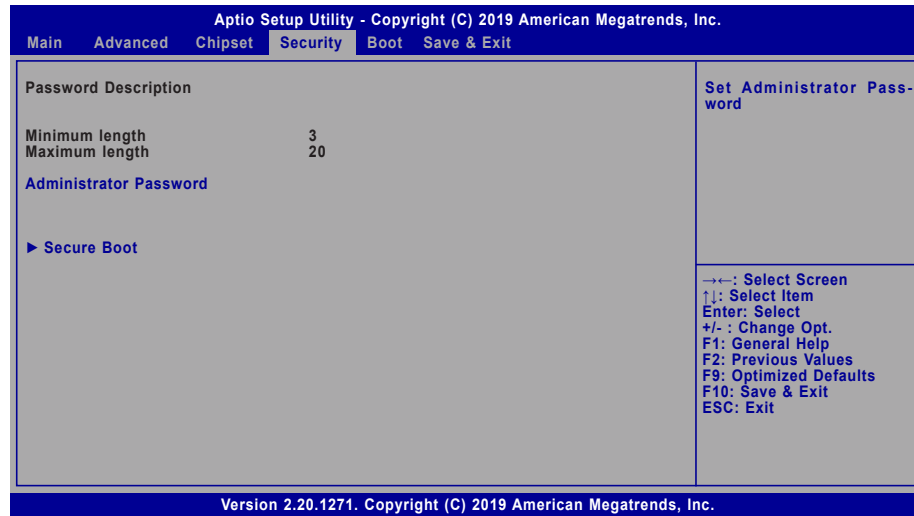 Aptio Setup Utility - Copyright (C) 2019 American Megatrends, Inc.
Main Advanced Chipset Security Boot Save & Exit
Password Description
Minimum length 3
Maximum length 20
Administrator Password
► Secure Boot
Set Administrator Pass-
word
→←: Select Screen
↑↓: Select Item
Enter: Select
+/- : Change Opt.
F1: General Help
F2: Previous Values
F9: Optimized Defaults
F10: Save & Exit
ESC: Exit
Version 2.20.1271. Copyright (C) 2019 American Megatrends, Inc.